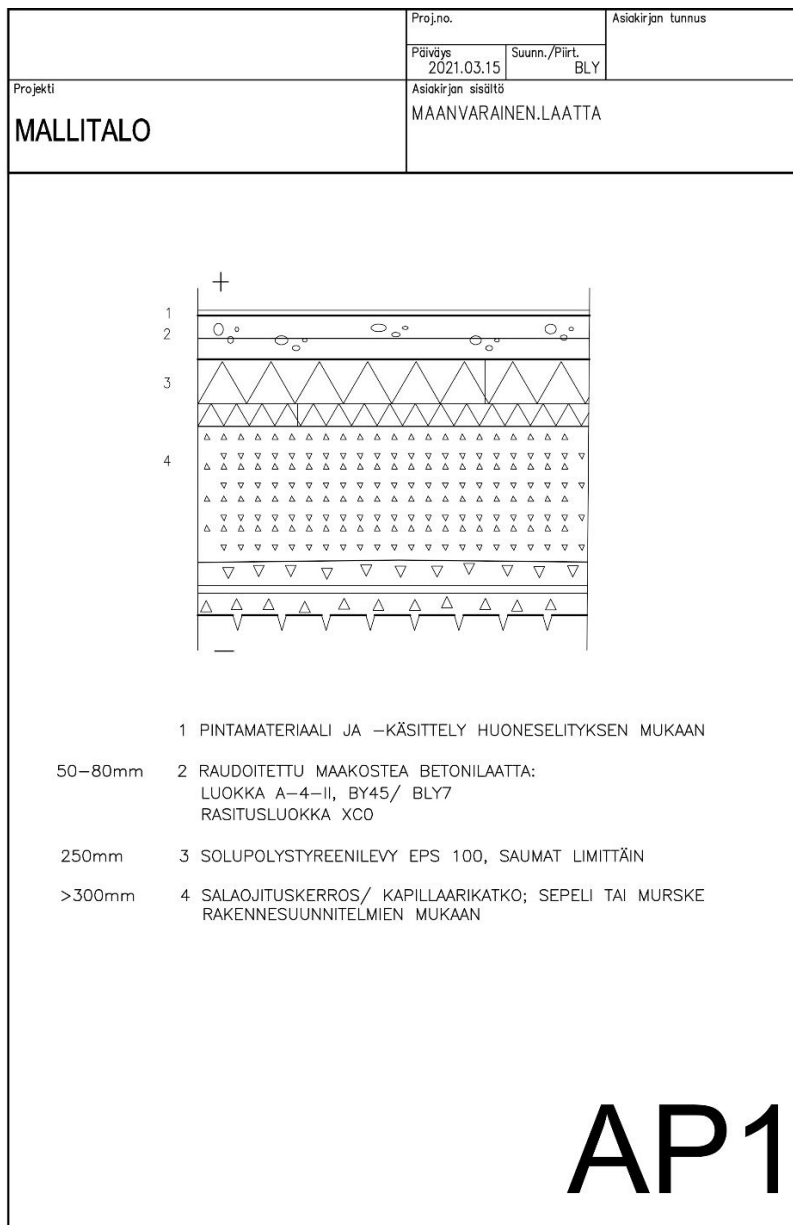 Proj.no.
Asiakirjan tunnus
Päiväys
2021.03.15
Suunn./Piirt.
BLY
Projekti
MALLITALO
Asiakirjan sisältö
MAANVARAINEN.LAATTA
+
1
2
3
4
—
1 PINTAMATERIAALI JA -KÄSITTELY HUONESELITYKSEN MUKAAN
50-80mm 2 RAUDOITETTU MAAKOSTEA BETONILAATTA:
LUOKKA A-4-II, BY45/ BLY7
RASITUSLUOKKA XC0
250mm 3 SOLUPOLYSTYREENILEVY EPS 100, SAUMAT LIMITTÄIN
>300mm 4 SALAOJITUSKERROS/ KAPILLAARIKATKO; SEPELI TAI MURSKE
RAKENNESUUNNITELMIEN MUKAAN
AP1